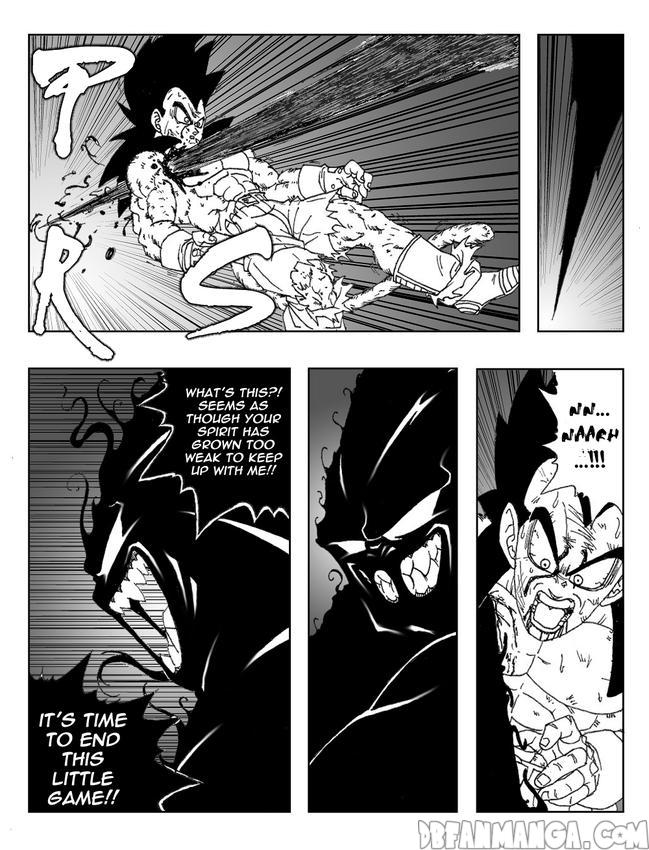 P
R
S
WHAT'S THIS?!
SEEMS AS
THOUGH YOUR
SPIRIT HAS
GROWN TOO
WEAK TO KEEP
UP WITH ME!!
NN...
NAAGH
...!!!
IT'S TIME
TO END
THIS
LITTLE
GAME!!
DBFANMANGA.COM